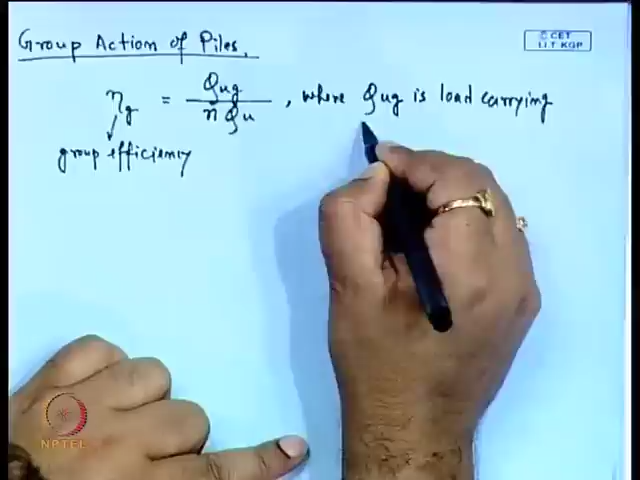 Group Action of Piles.
© CET
I.I.T. KGP
ηg = Qug / n Qu , where Qug is load carrying
group efficiency
NPTEL